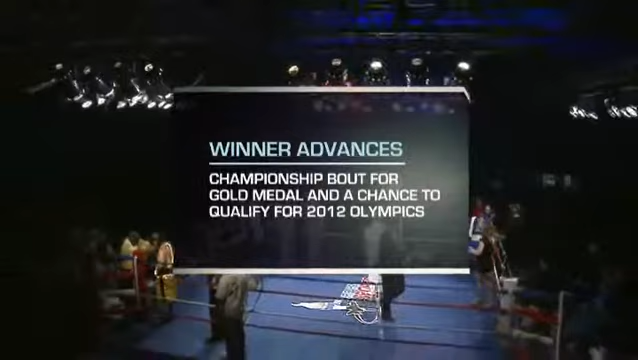 WINNER ADVANCES
CHAMPIONSHIP BOUT FOR
GOLD MEDAL AND A CHANCE TO
QUALIFY FOR 2012 OLYMPICS